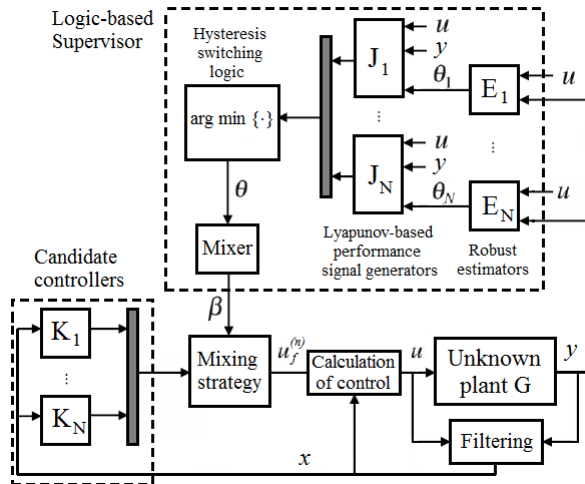 Logic-based
Supervisor
Hysteresis
switching
logic
arg min {·}
J1
JN
u
y
θ1
E1
u
...
...
u
y
θN
EN
u
θ
Mixer
Lyapunov-based
performance
signal generators
Robust
estimators
Candidate
controllers
β
K1
...
KN
Mixing
strategy
uf(n)
Calculation
of control
u
Unknown
plant G
y
Filtering
x